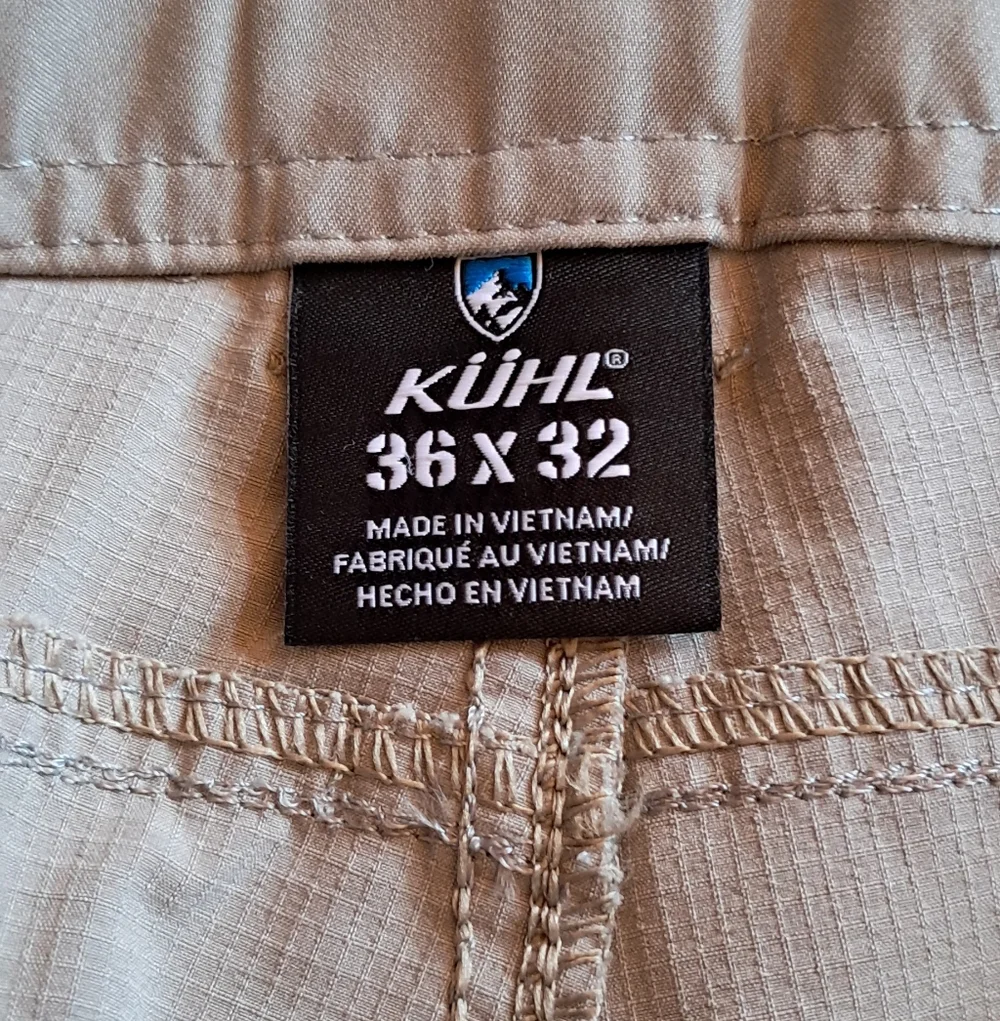 KÜHL®
36 X 32
MADE IN VIETNAM/
FABRIQUÉ AU VIETNAM/
HECHO EN VIETNAM